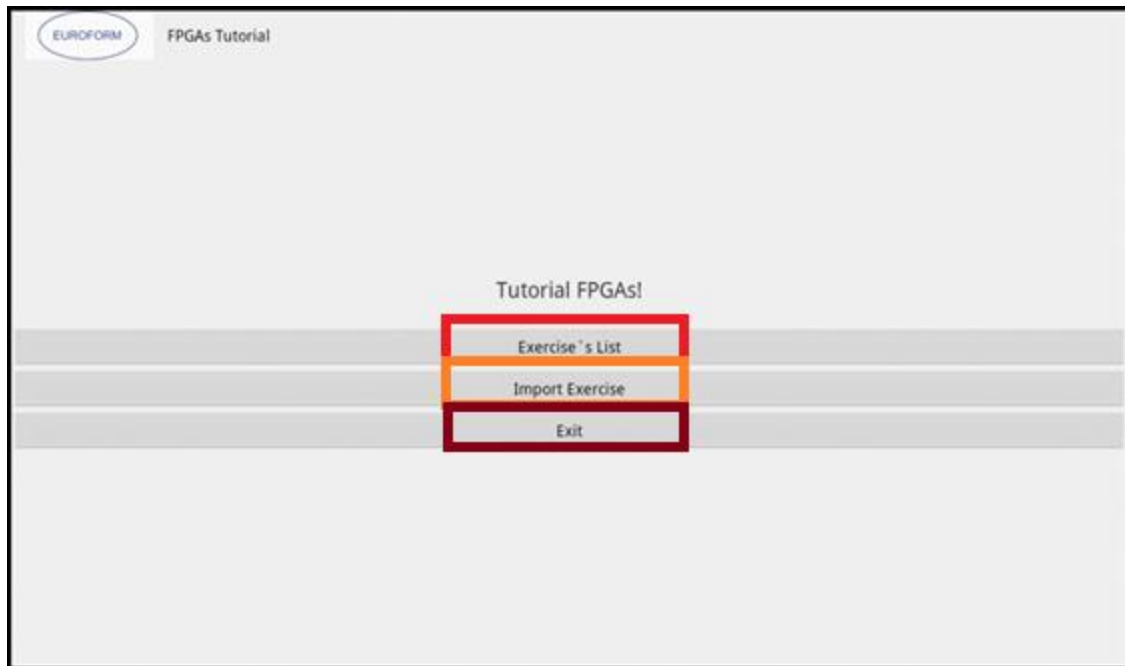 EUROFORM
FPGAs Tutorial
Tutorial FPGAs!
Exercise`s List
Import Exercise
Exit